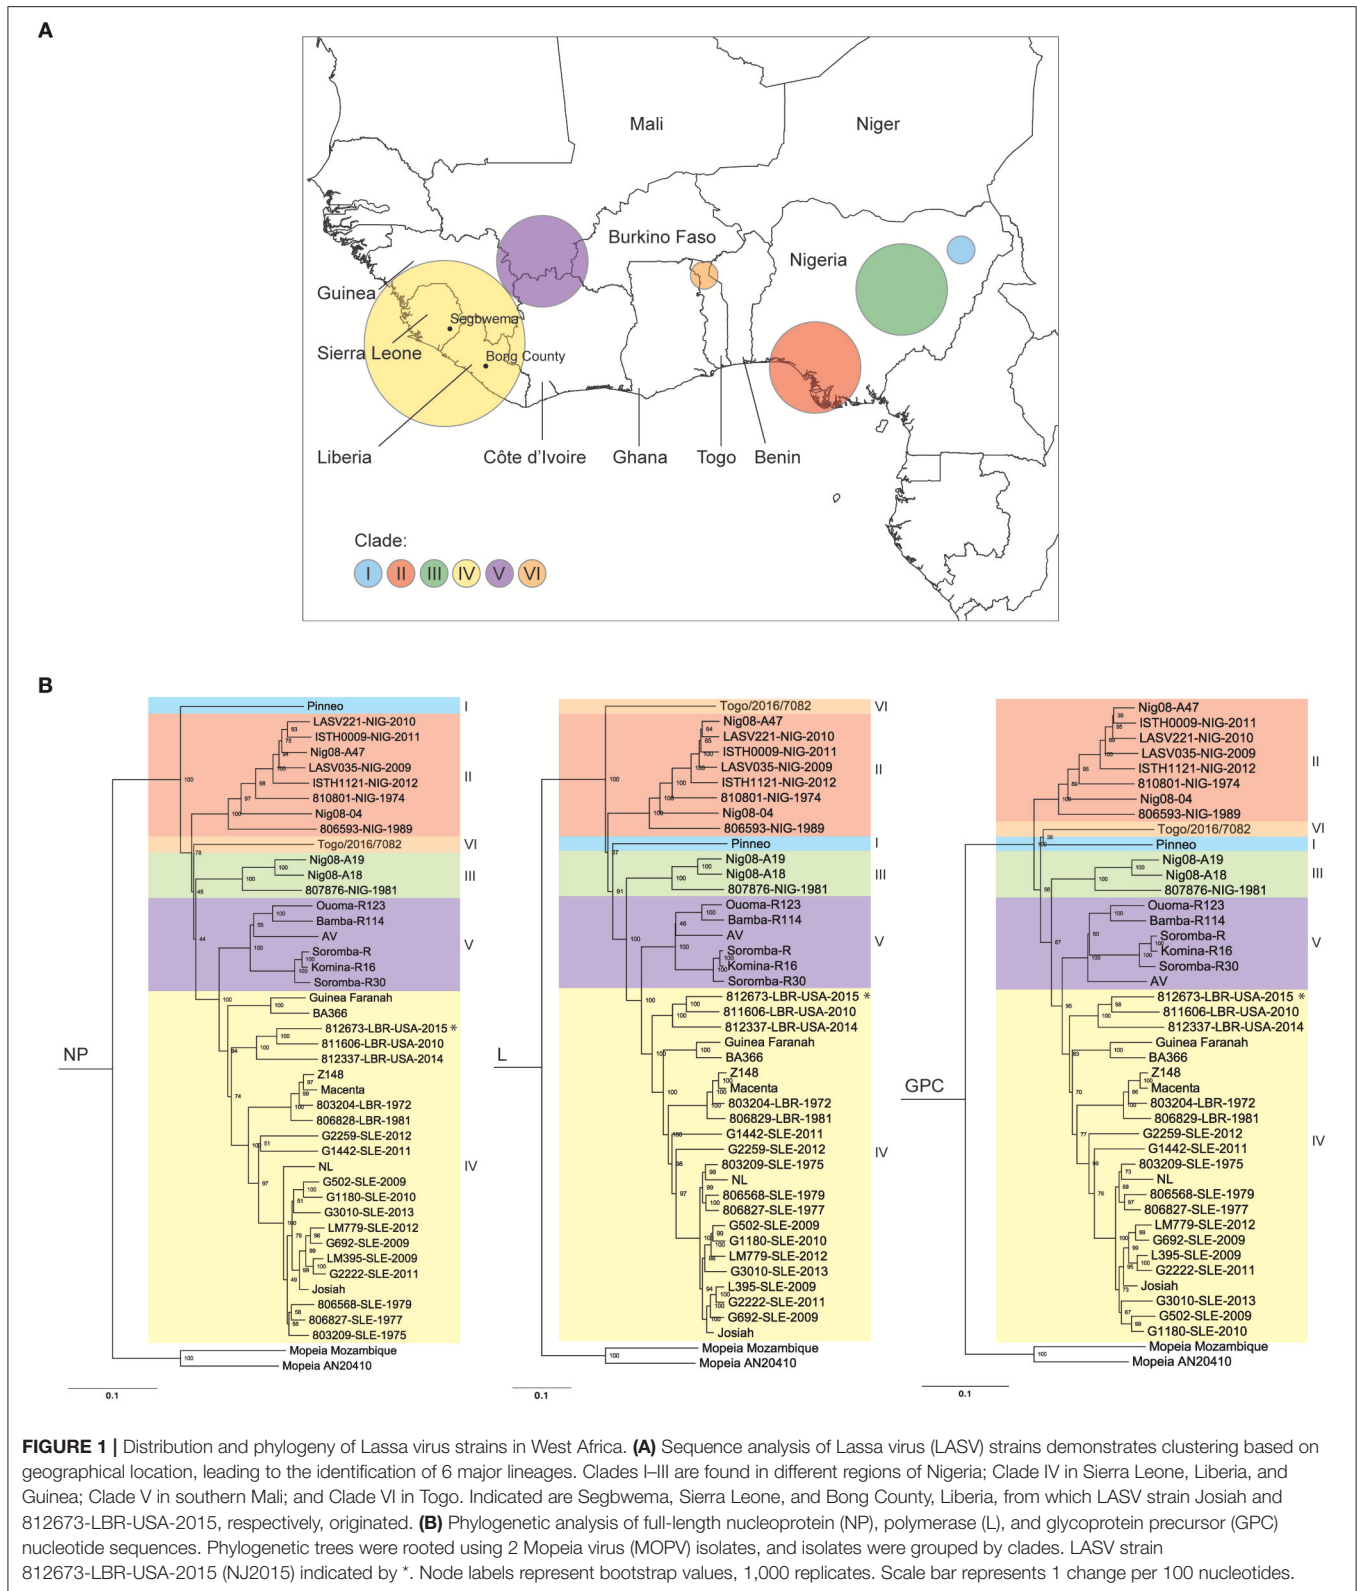 A
Mali
Niger
Burkino Faso
Nigeria
Guinea
Segbwema
Sierra Leone
Bong County
Liberia
Côte d'Ivoire
Ghana
Togo
Benin
Clade:
I II III IV V VI
B
NP
Pinneo
I
LASV221-NIG-2010
ISTH0009-NIG-2011
Nig08-A47
LASV035-NIG-2009
ISTH1121-NIG-2012
810801-NIG-1974
Nig08-04
806593-NIG-1989
II
Togo/2016/7082
VI
Nig08-A19
Nig08-A18
807876-NIG-1981
III
Ouoma-R123
Bamba-R114
AV
Soromba-R
Komina-R16
Soromba-R30
V
Guinea Faranah
BA366
812673-LBR-USA-2015 *
811606-LBR-USA-2010
812337-LBR-USA-2014
Z148
Macenta
803204-LBR-1972
806828-LBR-1981
G2259-SLE-2012
G1442-SLE-2011
NL
IV
G502-SLE-2009
G1180-SLE-2010
G3010-SLE-2013
LM779-SLE-2012
G692-SLE-2009
LM395-SLE-2009
G2222-SLE-2011
Josiah
806568-SLE-1979
806827-SLE-1977
803209-SLE-1975
Mopeia Mozambique
Mopeia AN20410
0.1
L
Togo/2016/7082
VI
Nig08-A47
LASV221-NIG-2010
ISTH0009-NIG-2011
LASV035-NIG-2009
ISTH1121-NIG-2012
810801-NIG-1974
Nig08-04
806593-NIG-1989
II
Pinneo
I
Nig08-A19
Nig08-A18
807876-NIG-1981
III
Ouoma-R123
Bamba-R114
AV
Soromba-R
Komina-R16
Soromba-R30
V
812673-LBR-USA-2015 *
811606-LBR-USA-2010
812337-LBR-USA-2014
Guinea Faranah
BA366
Z148
Macenta
803204-LBR-1972
806829-LBR-1981
G1442-SLE-2011
G2259-SLE-2012
IV
803209-SLE-1975
NL
806568-SLE-1979
806827-SLE-1977
G502-SLE-2009
G1180-SLE-2010
LM779-SLE-2012
G3010-SLE-2013
L395-SLE-2009
G2222-SLE-2011
G692-SLE-2009
Josiah
Mopeia Mozambique
Mopeia AN20410
0.1
GPC
Nig08-A47
ISTH0009-NIG-2011
LASV221-NIG-2010
LASV035-NIG-2009
ISTH1121-NIG-2012
810801-NIG-1974
Nig08-04
806593-NIG-1989
II
Togo/2016/7082
VI
Pinneo
I
Nig08-A19
Nig08-A18
807876-NIG-1981
III
Ouoma-R123
Bamba-R114
Soromba-R
Komina-R16
Soromba-R30
AV
V
812673-LBR-USA-2015 *
811606-LBR-USA-2010
812337-LBR-USA-2014
Guinea Faranah
BA366
Z148
Macenta
803204-LBR-1972
806829-LBR-1981
G2259-SLE-2012
G1442-SLE-2011
IV
803209-SLE-1975
NL
806568-SLE-1979
806827-SLE-1977
LM779-SLE-2012
G692-SLE-2009
L395-SLE-2009
G2222-SLE-2011
Josiah
G3010-SLE-2013
G502-SLE-2009
G1180-SLE-2010
Mopeia Mozambique
Mopeia AN20410
0.1
FIGURE 1 | Distribution and phylogeny of Lassa virus strains in West Africa. (A) Sequence analysis of Lassa virus (LASV) strains demonstrates clustering based on
geographical location, leading to the identification of 6 major lineages. Clades I–III are found in different regions of Nigeria; Clade IV in Sierra Leone, Liberia, and
Guinea; Clade V in southern Mali; and Clade VI in Togo. Indicated are Segbwema, Sierra Leone, and Bong County, Liberia, from which LASV strain Josiah and
812673-LBR-USA-2015, respectively, originated. (B) Phylogenetic analysis of full-length nucleoprotein (NP), polymerase (L), and glycoprotein precursor (GPC)
nucleotide sequences. Phylogenetic trees were rooted using 2 Mopeia virus (MOPV) isolates, and isolates were grouped by clades. LASV strain
812673-LBR-USA-2015 (NJ2015) indicated by *. Node labels represent bootstrap values, 1,000 replicates. Scale bar represents 1 change per 100 nucleotides.